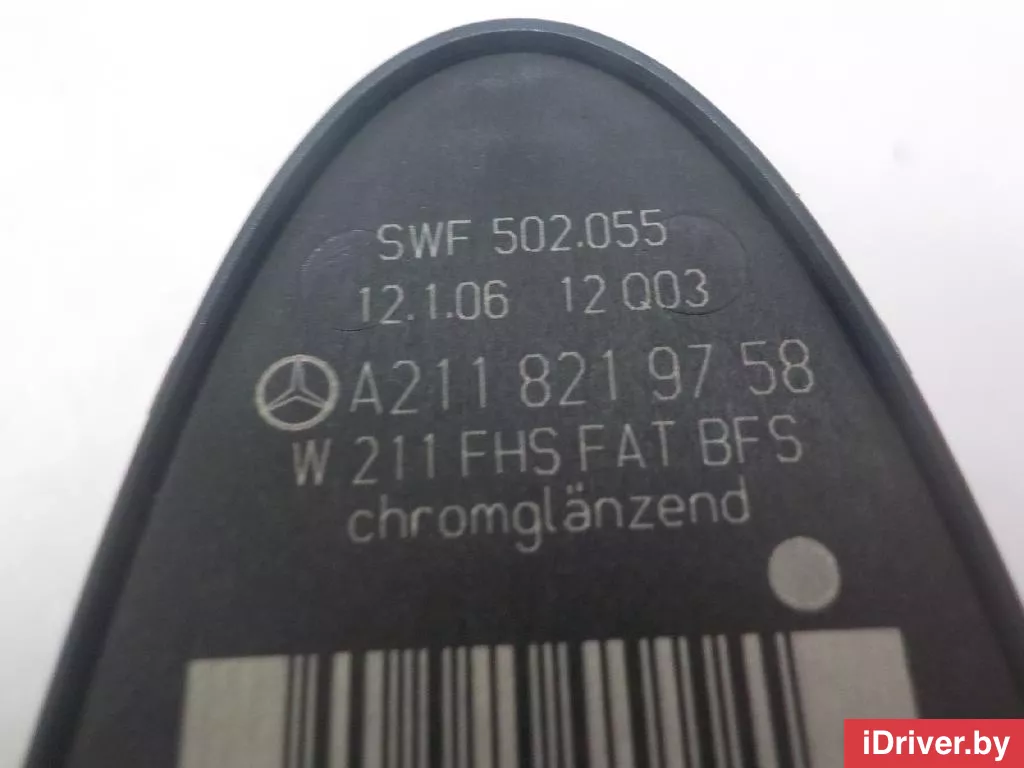 SWF 502.055
12.1.06 12 Q03
A211 821 97 58
W 211 FHS FAT BFS
chromglänzend
iDriver.by